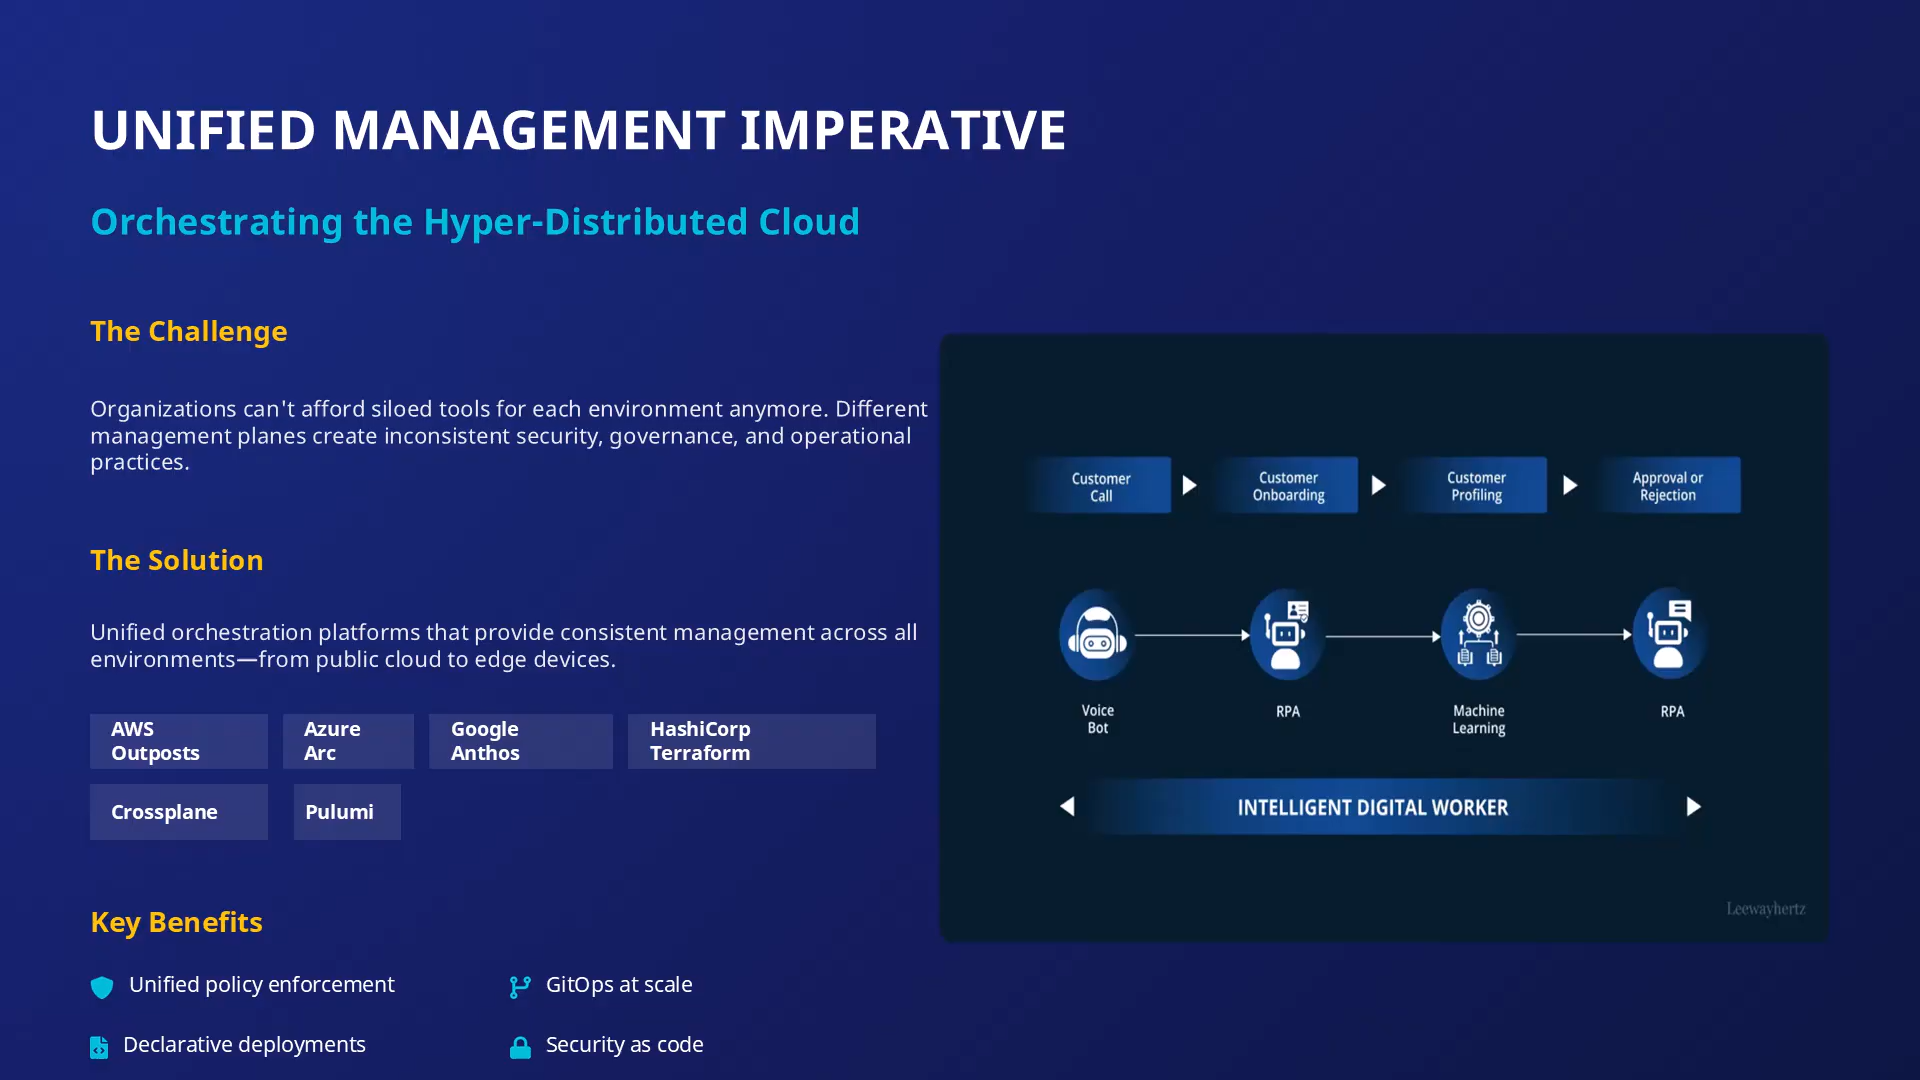 UNIFIED MANAGEMENT IMPERATIVE
Orchestrating the Hyper-Distributed Cloud
The Challenge
Organizations can't afford siloed tools for each environment anymore. Different
management planes create inconsistent security, governance, and operational
practices.
The Solution
Unified orchestration platforms that provide consistent management across all
environments—from public cloud to edge devices.
AWS
Outposts
Azure
Arc
Google
Anthos
HashiCorp
Terraform
Crossplane
Pulumi
Key Benefits
Unified policy enforcement
GitOps at scale
Declarative deployments
Security as code
Customer
Call
Customer
Onboarding
Customer
Profiling
Approval or
Rejection
Voice
Bot
RPA
Machine
Learning
RPA
INTELLIGENT DIGITAL WORKER
Leewayhertz